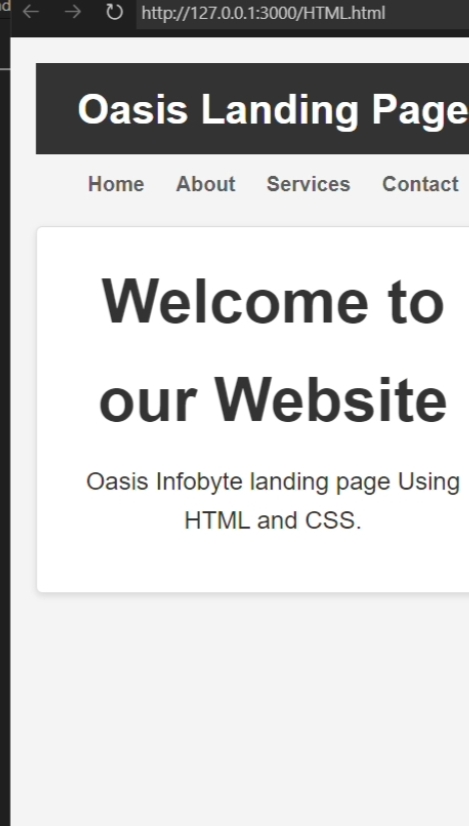 http://127.0.0.1:3000/HTML.html
Oasis Landing Page
Home About Services Contact
Welcome to
our Website
Oasis Infobyte landing page Using
HTML and CSS.